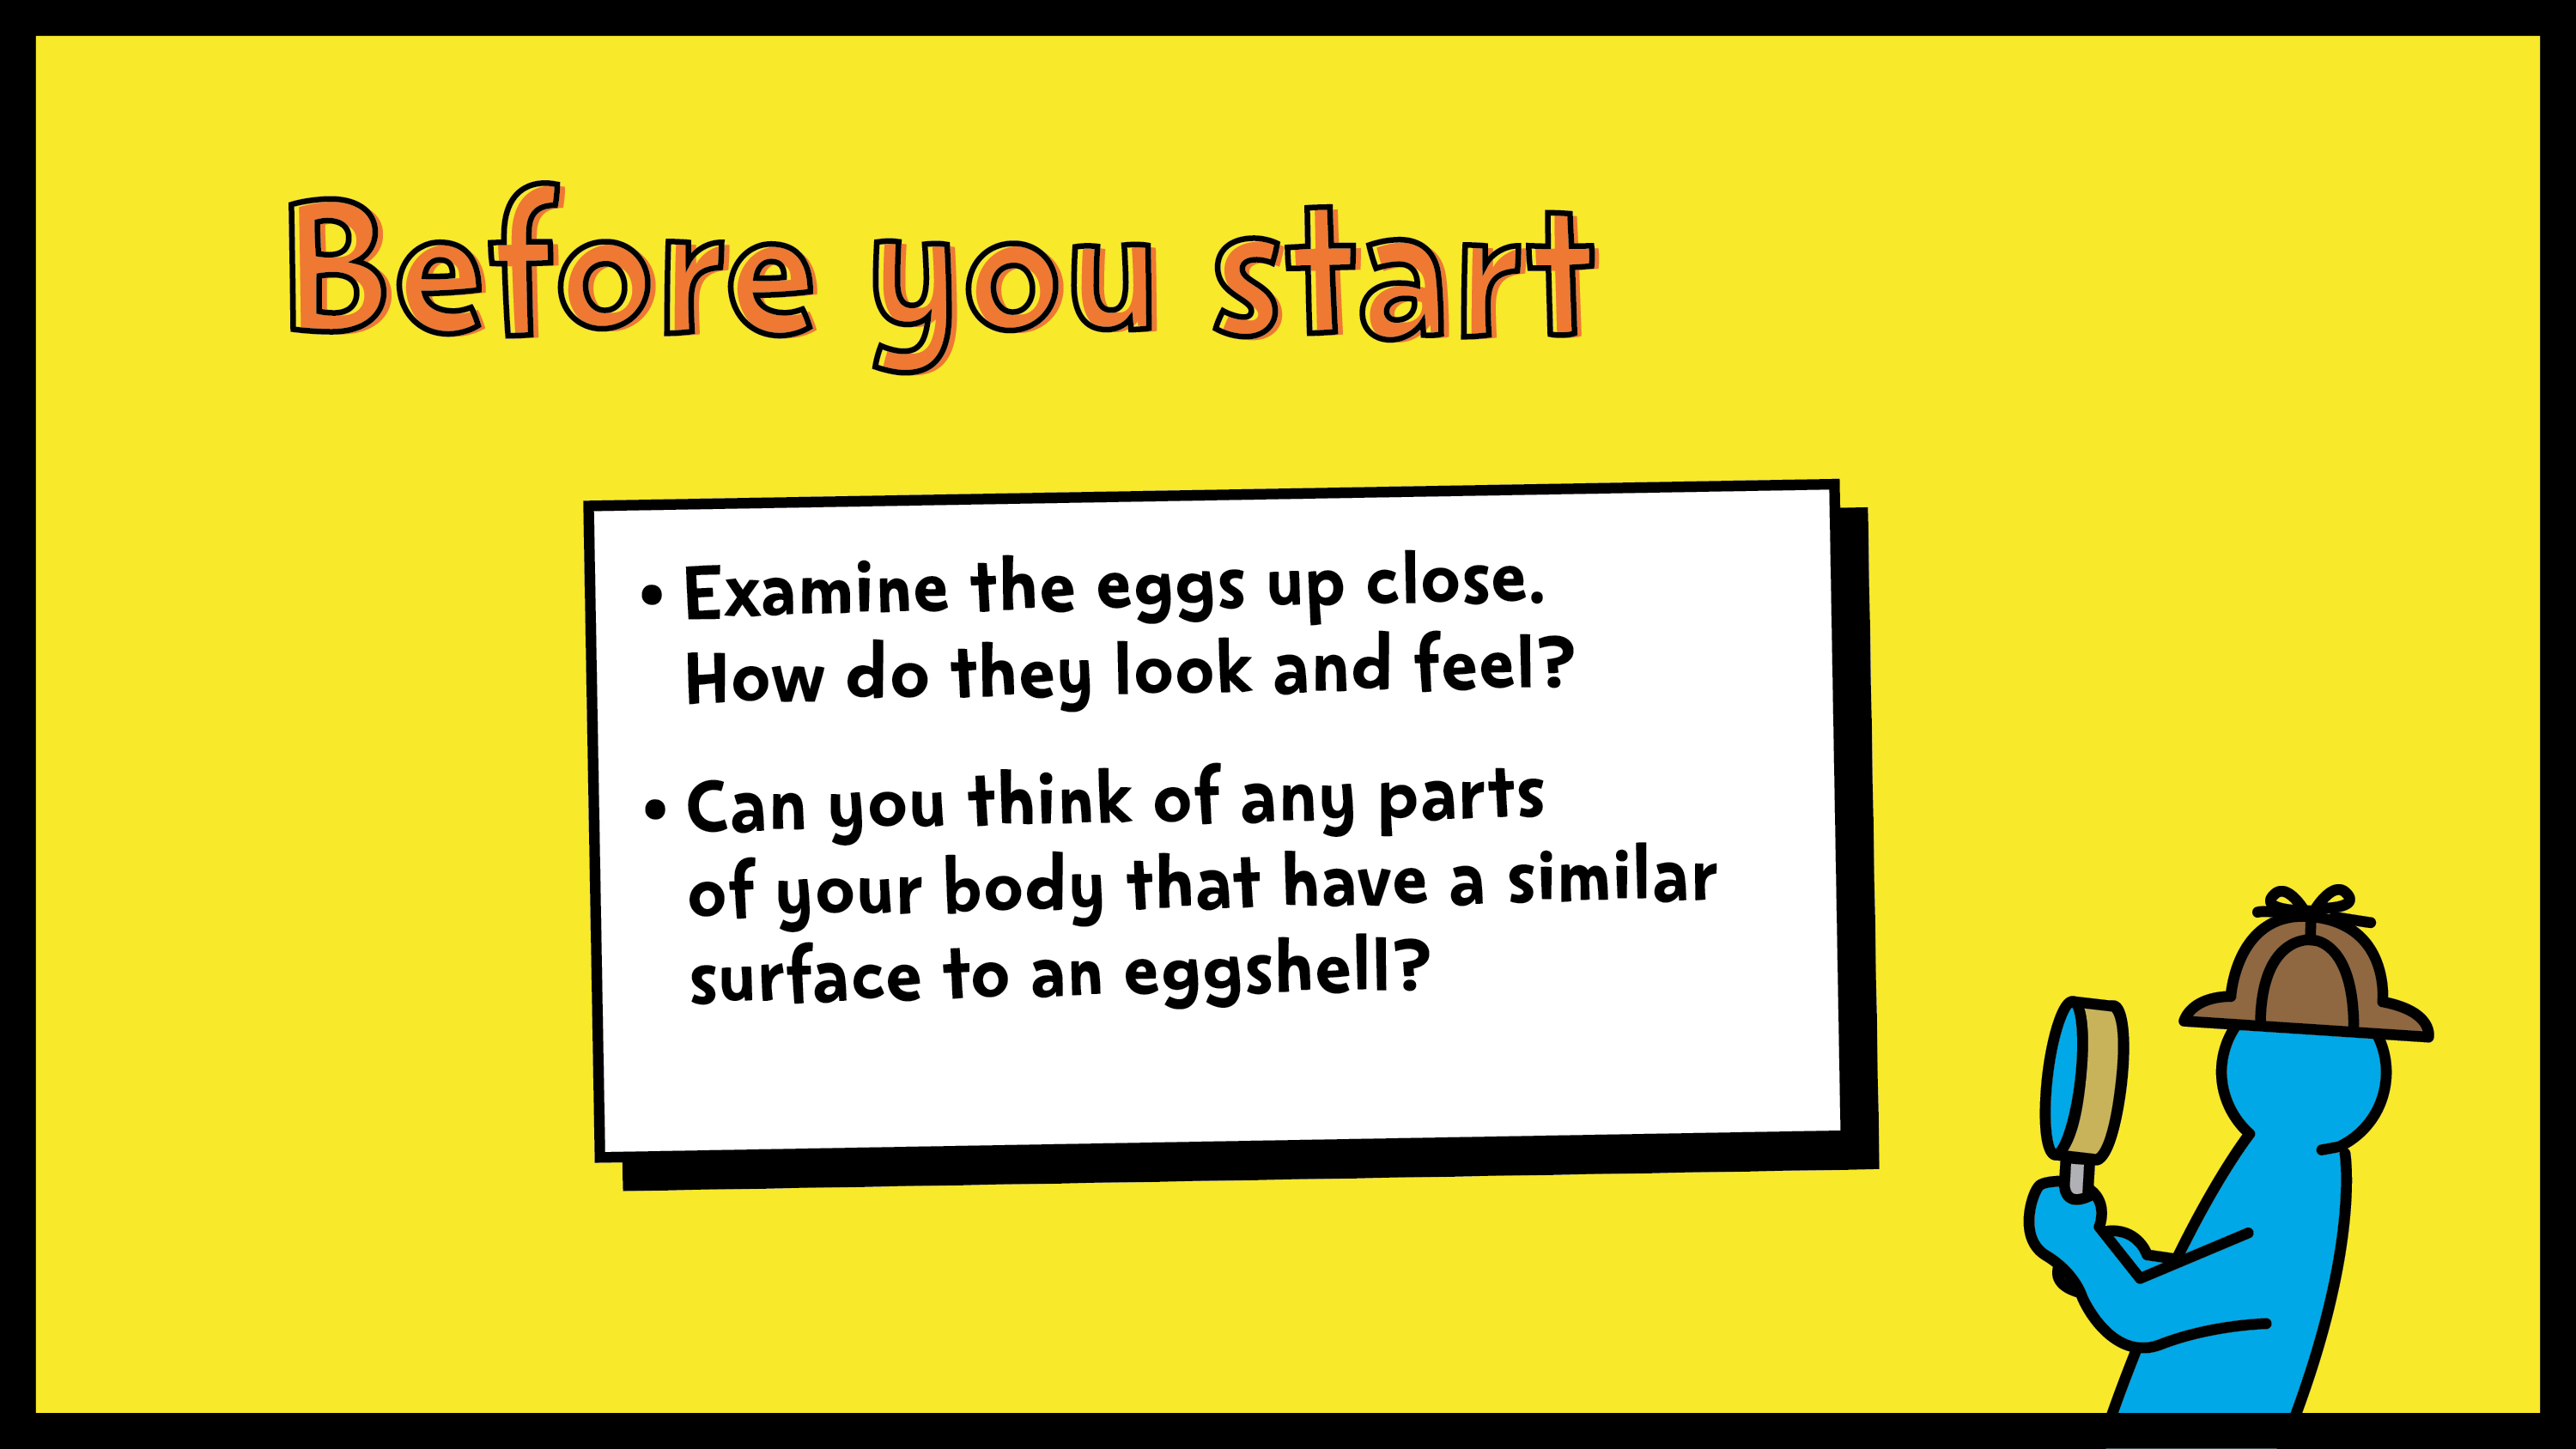 Before you start
• Examine the eggs up close.
How do they look and feel?
• Can you think of any parts
of your body that have a similar
surface to an eggshell?